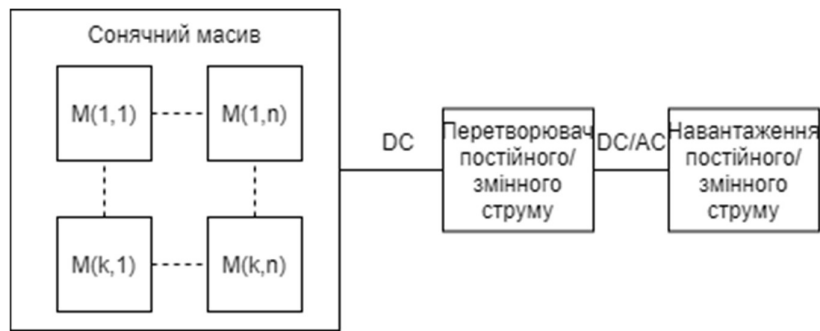 Сонячний масив
M(1,1)
M(1,n)
M(k,1)
M(k,n)
DC
Перетворювач
постійного/
змінного
струму
DC/AC
Навантаження
постійного/
змінного
струму